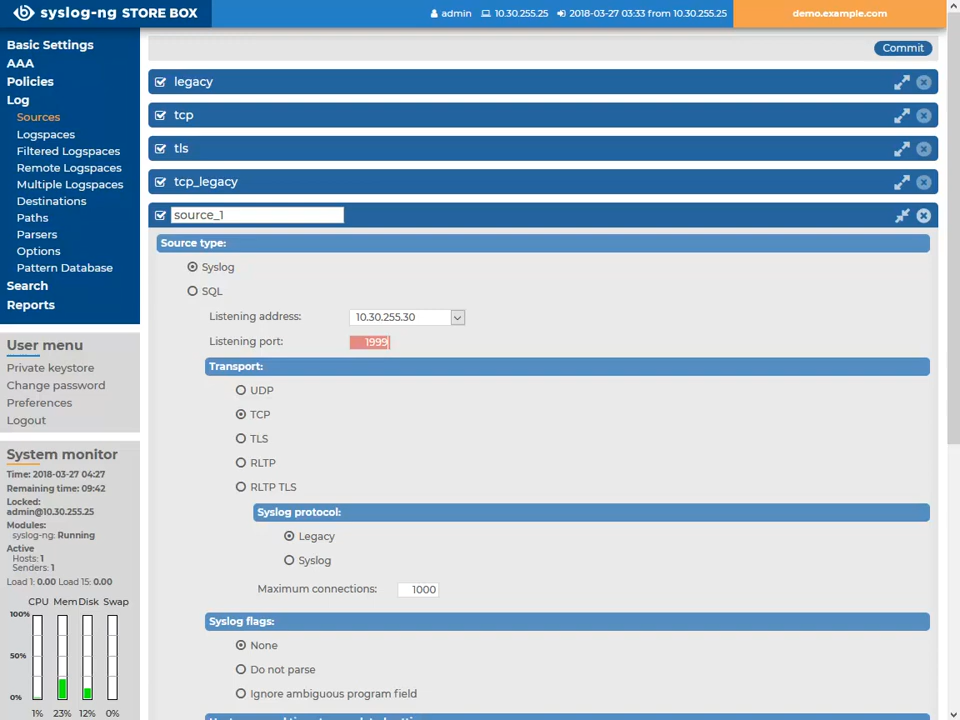 syslog-ng STORE BOX
admin 10.30.255.25 2018-03-27 03:33 from 10.30.255.25
demo.example.com
Basic Settings
AAA
Policies
Log
Sources
Logspaces
Filtered Logspaces
Remote Logspaces
Multiple Logspaces
Destinations
Paths
Parsers
Options
Pattern Database
Search
Reports
User menu
Private keystore
Change password
Preferences
Logout
System monitor
Time: 2018-03-27 04:27
Remaining time: 09:42
Locked:
admin@10.30.255.25
Modules:
syslog-ng: Running
Active
Hosts: 1
Senders: 1
Load 1: 0.00 Load 15: 0.00
CPU Mem Disk Swap
100%
50%
0%
1% 23% 12% 0%
Commit
legacy
tcp
tls
tcp_legacy
source_1
Source type:
Syslog
SQL
Listening address: 10.30.255.30
Listening port: 1999
Transport:
UDP
TCP
TLS
RLTP
RLTP TLS
Syslog protocol:
Legacy
Syslog
Maximum connections: 1000
Syslog flags:
None
Do not parse
Ignore ambiguous program field